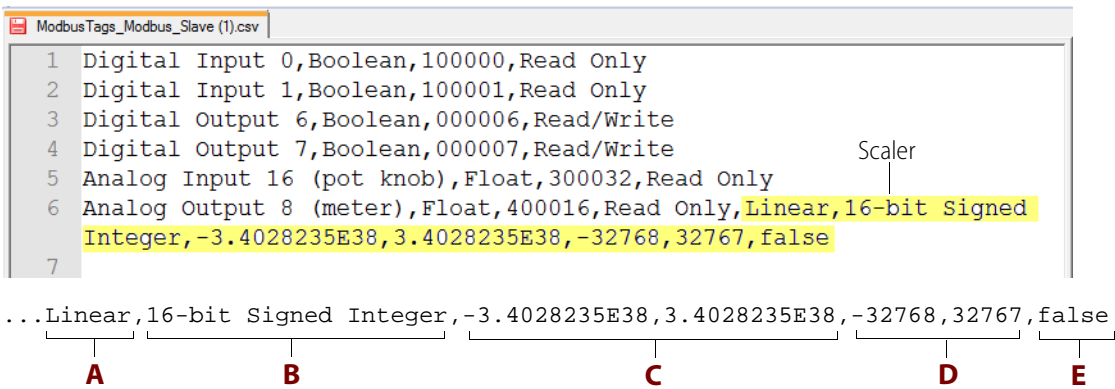 ModbusTags_Modbus_Slave (1).csv
1 Digital Input 0,Boolean,100000,Read Only
2 Digital Input 1,Boolean,100001,Read Only
3 Digital Output 6,Boolean,000006,Read/Write
4 Digital Output 7,Boolean,000007,Read/Write
Scaler
5 Analog Input 16 (pot knob),Float,300032,Read Only
6 Analog Output 8 (meter),Float,400016,Read Only,Linear,16-bit Signed
Integer,-3.4028235E38,3.4028235E38,-32768,32767,false
7
...Linear,16-bit Signed Integer,-3.4028235E38,3.4028235E38,-32768,32767,false
A B C D E